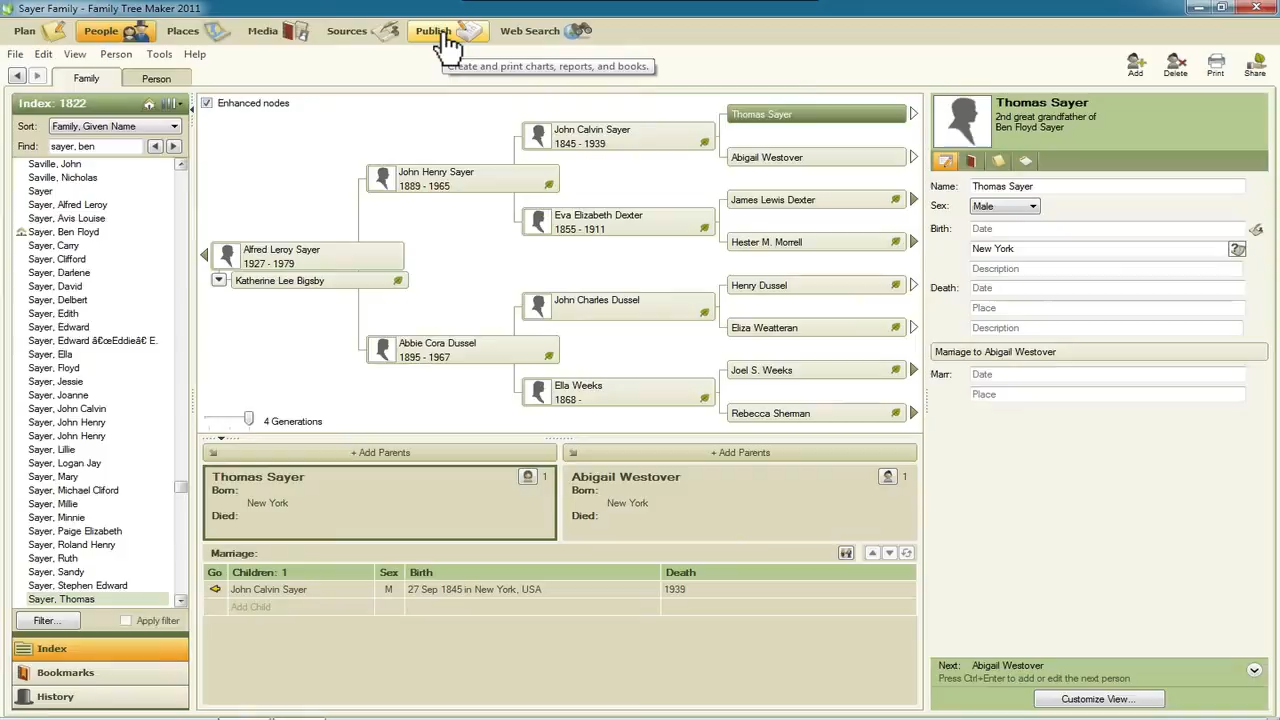 Sayer Family - Family Tree Maker 2011
Plan People Places Media Sources Publish Web Search
File Edit View Person Tools Help
Create and print charts, reports, and books.
Add Delete Print Share
Family Person
Index: 1822
Sort: Family, Given Name
Find: sayer, ben
Saville, John
Saville, Nicholas
Sayer
Sayer, Alfred Leroy
Sayer, Avis Louise
Sayer, Ben Floyd
Sayer, Carry
Sayer, Clifford
Sayer, Darlene
Sayer, David
Sayer, Delbert
Sayer, Edith
Sayer, Edward
Sayer, Edward â€œEddieâ€ E.
Sayer, Ella
Sayer, Floyd
Sayer, Jessie
Sayer, Joanne
Sayer, John Calvin
Sayer, John Henry
Sayer, John Henry
Sayer, Lillie
Sayer, Logan Jay
Sayer, Mary
Sayer, Michael Cliford
Sayer, Millie
Sayer, Minnie
Sayer, Paige Elizabeth
Sayer, Roland Henry
Sayer, Ruth
Sayer, Sandy
Sayer, Stephen Edward
Sayer, Thomas
Filter... Apply filter
Index
Bookmarks
History
Enhanced nodes
Alfred Leroy Sayer
1927 - 1979
Katherine Lee Bigsby
John Henry Sayer
1889 - 1965
Abbie Cora Dussel
1895 - 1967
John Calvin Sayer
1845 - 1939
Eva Elizabeth Dexter
1855 - 1911
John Charles Dussel
Ella Weeks
1868 -
Thomas Sayer
Abigail Westover
James Lewis Dexter
Hester M. Morrell
Henry Dussel
Eliza Weatteran
Joel S. Weeks
Rebecca Sherman
4 Generations
+ Add Parents
+ Add Parents
Thomas Sayer 1
Born:
New York
Died:
Abigail Westover 1
Born:
New York
Died:
Marriage:
Go Children: 1 Sex Birth Death
John Calvin Sayer M 27 Sep 1845 in New York, USA 1939
Add Child
Thomas Sayer
2nd great grandfather of
Ben Floyd Sayer
Name: Thomas Sayer
Sex: Male
Birth: Date
New York
Description
Death: Date
Place
Description
Marriage to Abigail Westover
Marr: Date
Place
Next: Abigail Westover
Press Ctrl+Enter to add or edit the next person
Customize View...